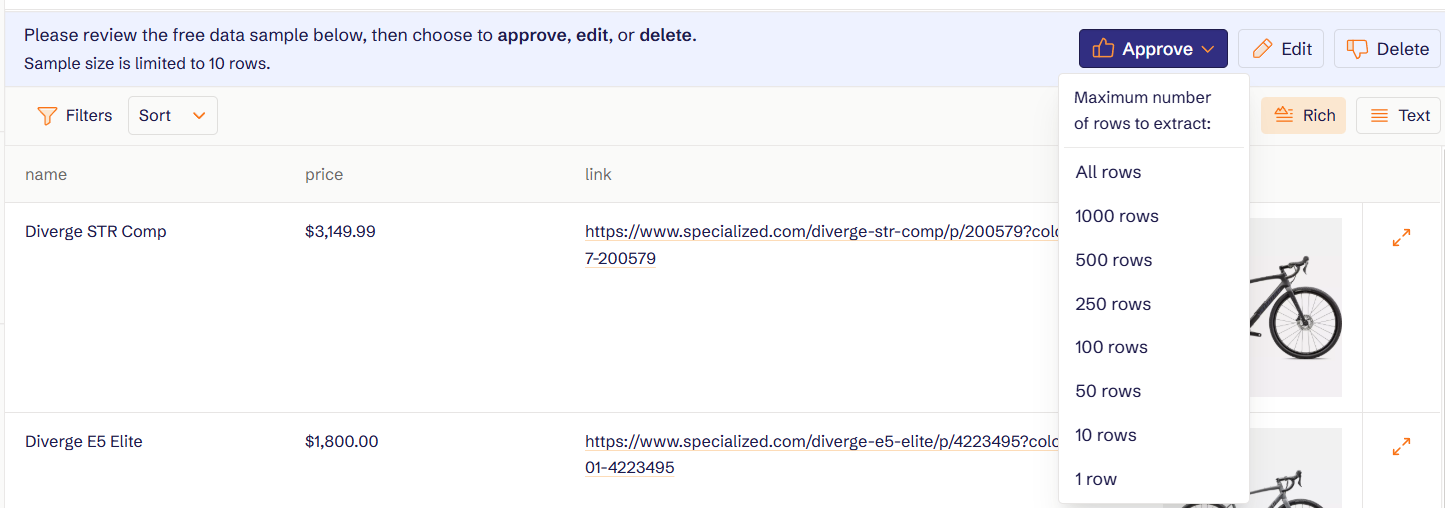 Please review the free data sample below, then choose to approve, edit, or delete.
Sample size is limited to 10 rows.
Approve
Edit
Delete
Filters
Sort
Maximum number
of rows to extract:
All rows
1000 rows
500 rows
250 rows
100 rows
50 rows
10 rows
1 row
Rich
Text
name price link
Diverge STR Comp $3,149.99 https://www.specialized.com/diverge-str-comp/p/200579?colo
7-200579
Diverge E5 Elite $1,800.00 https://www.specialized.com/diverge-e5-elite/p/4223495?colo
01-4223495